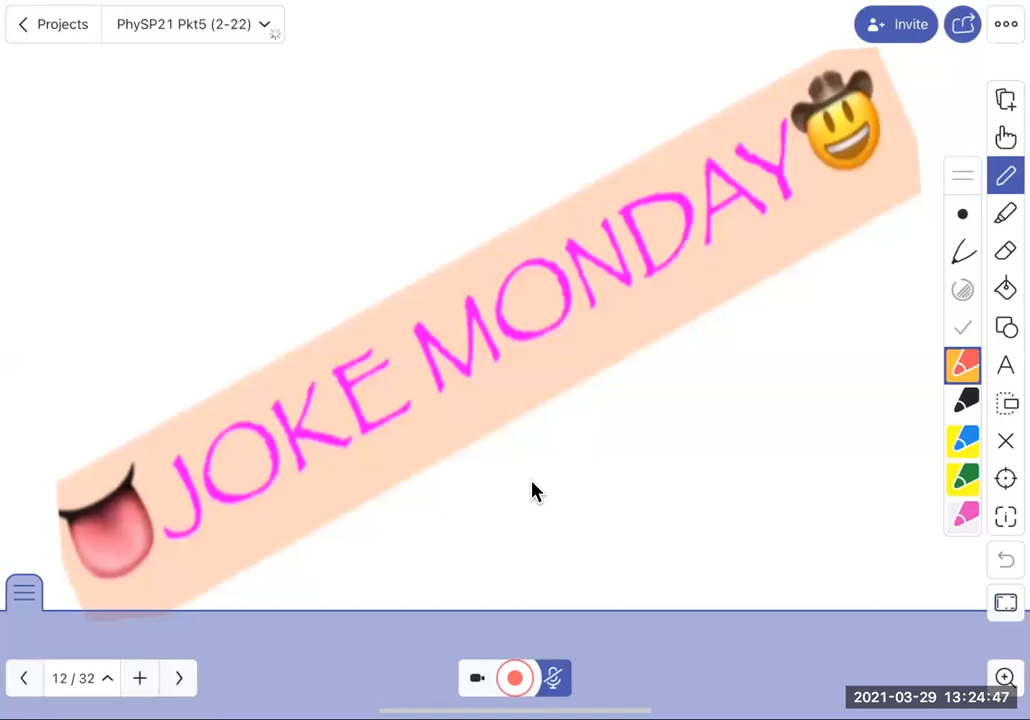 Projects
PhySP21 Pkt5 (2-22)
Invite
JOKE MONDAY
A
12 / 32
2021-03-29 13:24:47